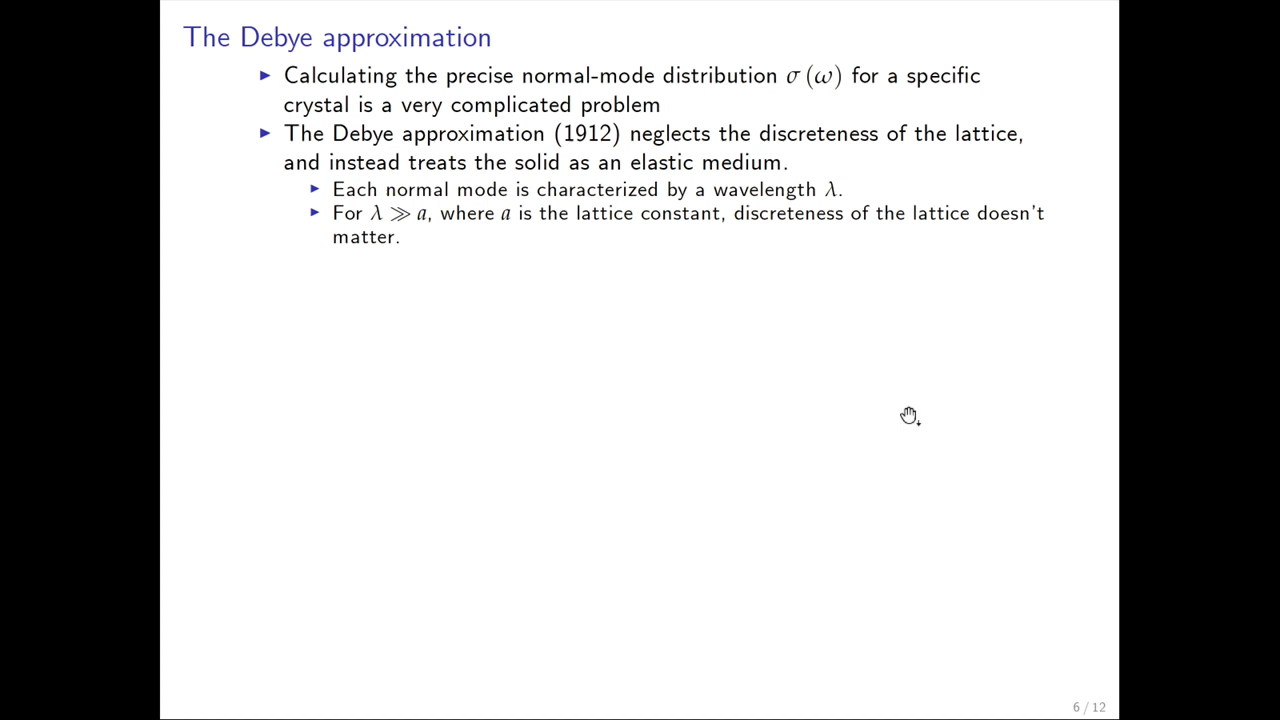 The Debye approximation
▶ Calculating the precise normal-mode distribution σ (ω) for a specific
crystal is a very complicated problem
▶ The Debye approximation (1912) neglects the discreteness of the lattice,
and instead treats the solid as an elastic medium.
▶ Each normal mode is characterized by a wavelength λ.
▶ For λ ≫ a, where a is the lattice constant, discreteness of the lattice doesn't
matter.
6 / 12